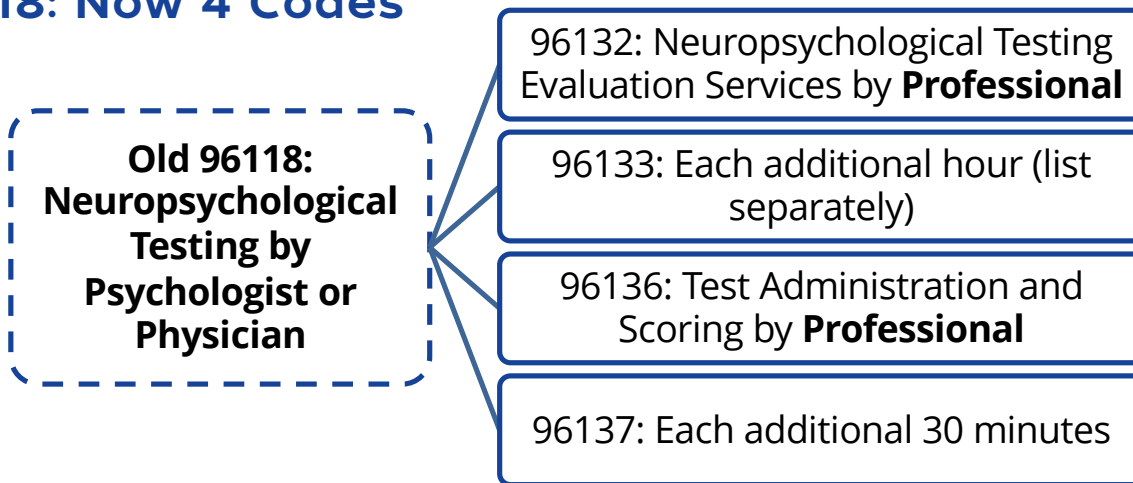 18: Now 4 Codes
Old 96118:
Neuropsychological
Testing by
Psychologist or
Physician
96132: Neuropsychological Testing
Evaluation Services by Professional
96133: Each additional hour (list
separately)
96136: Test Administration and
Scoring by Professional
96137: Each additional 30 minutes